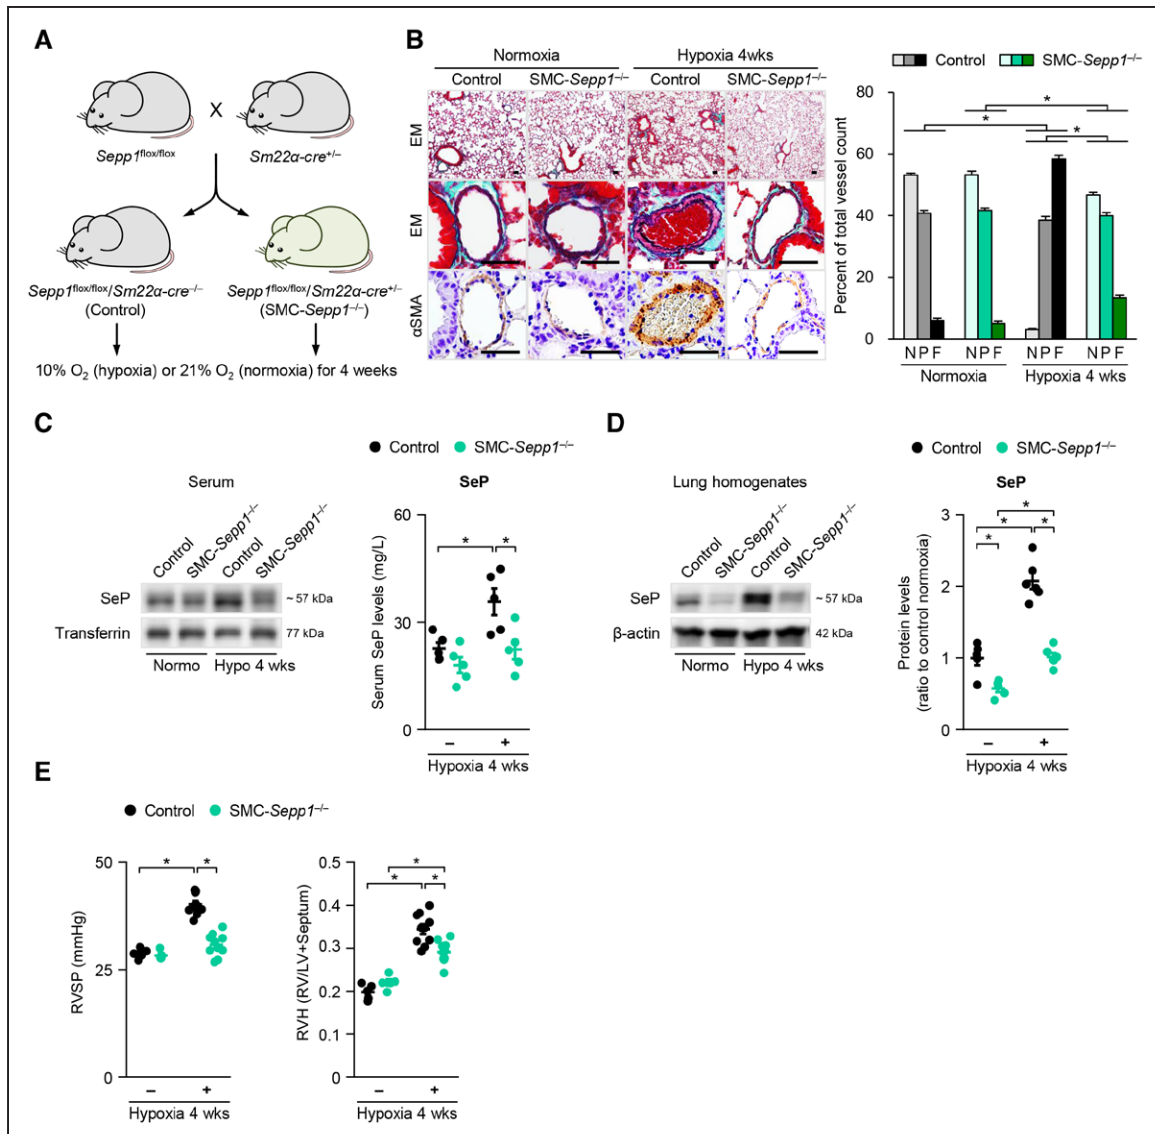 A
X
Sepp1flox/flox
Sm22α-cre+/–
Sepp1flox/flox/Sm22α-cre–/–
(Control)
Sepp1flox/flox/Sm22α-cre+/–
(SMC-Sepp1–/–)
10% O2 (hypoxia) or 21% O2 (normoxia) for 4 weeks
B
Normoxia
Hypoxia 4wks
Control
SMC-Sepp1–/–
Control
SMC-Sepp1–/–
EM
EM
αSMA
Control
SMC-Sepp1–/–
Percent of total vessel count
80
60
40
20
0
*
*
*
N P F
N P F
N P F
N P F
Normoxia
Hypoxia 4 wks
C
Serum
Control
SMC-Sepp1–/–
Control
SMC-Sepp1–/–
SeP
~ 57 kDa
Transferrin
77 kDa
Normo
Hypo 4 wks
Control
SMC-Sepp1–/–
SeP
Serum SeP levels (mg/L)
60
30
0
*
*
–
+
Hypoxia 4 wks
D
Lung homogenates
Control
SMC-Sepp1–/–
Control
SMC-Sepp1–/–
SeP
~ 57 kDa
β-actin
42 kDa
Normo
Hypo 4 wks
Control
SMC-Sepp1–/–
SeP
Protein levels
(ratio to control normoxia)
3
2
1
0
*
*
*
*
–
+
Hypoxia 4 wks
E
Control
SMC-Sepp1–/–
RVSP (mmHg)
50
25
0
*
*
–
+
Hypoxia 4 wks
RVH (RV/LV+Septum)
0.5
0.4
0.3
0.2
0.1
0
*
*
*
–
+
Hypoxia 4 wks